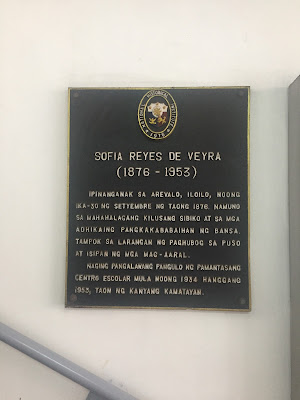 SOFIA REYES DE VEYRA
(1876 - 1953)
IPINANGANAK SA AREVALO, ILOILO, NOONG
IKA-30 NG SETYEMBRE NG TAONG 1876. NAMUNO
SA MAHAHALAGANG KILUSANG SIBIKO AT SA MGA
ADHIKAING PANGKAKABABAIHAN NG BANSA.
TAMPOK SA LARANGAN NG PAGHUBOG SA PUSO
AT ISIPAN NG MGA MAG-AARAL.
NAGING PANGALAWANG PANGULO NG PAMANTASANG
CENTRO ESCOLAR MULA NOONG 1934 HANGGANG
1953, TAON NG KANYANG KAMATAYAN.